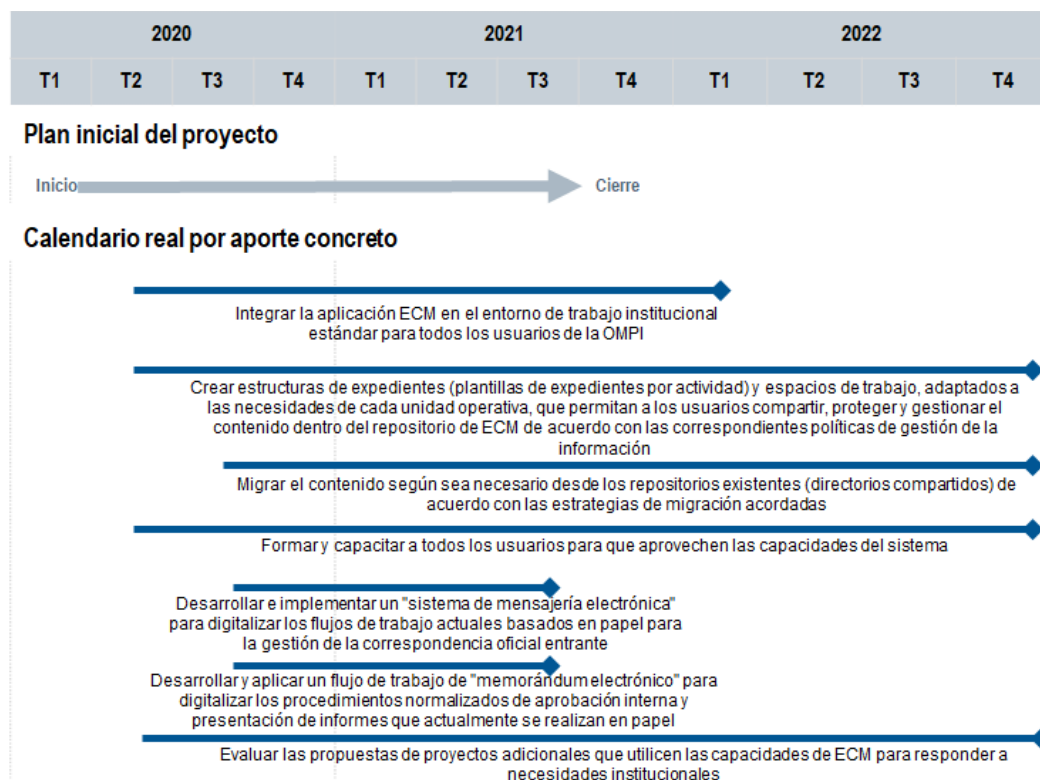 2020 2021 2022
T1 T2 T3 T4 T1 T2 T3 T4 T1 T2 T3 T4
Plan inicial del proyecto
Inicio Cierre
Calendario real por aporte concreto
Integrar la aplicación ECM en el entorno de trabajo institucional
estándar para todos los usuarios de la OMPI
Crear estructuras de expedientes (plantillas de expedientes por actividad) y espacios de trabajo, adaptados a
las necesidades de cada unidad operativa, que permitan a los usuarios compartir, proteger y gestionar el
contenido dentro del repositorio de ECM de acuerdo con las correspondientes políticas de gestión de la
información
Migrar el contenido según sea necesario desde los repositorios existentes (directorios compartidos) de
acuerdo con las estrategias de migración acordadas
Formar y capacitar a todos los usuarios para que aprovechen las capacidades del sistema
Desarrollar e implementar un "sistema de mensajería electrónica"
para digitalizar los flujos de trabajo actuales basados en papel para
la gestión de la correspondencia oficial entrante
Desarrollar y aplicar un flujo de trabajo de "memorándum electrónico" para
digitalizar los procedimientos normalizados de aprobación interna y
presentación de informes que actualmente se realizan en papel
Evaluar las propuestas de proyectos adicionales que utilicen las capacidades de ECM para responder a
necesidades institucionales